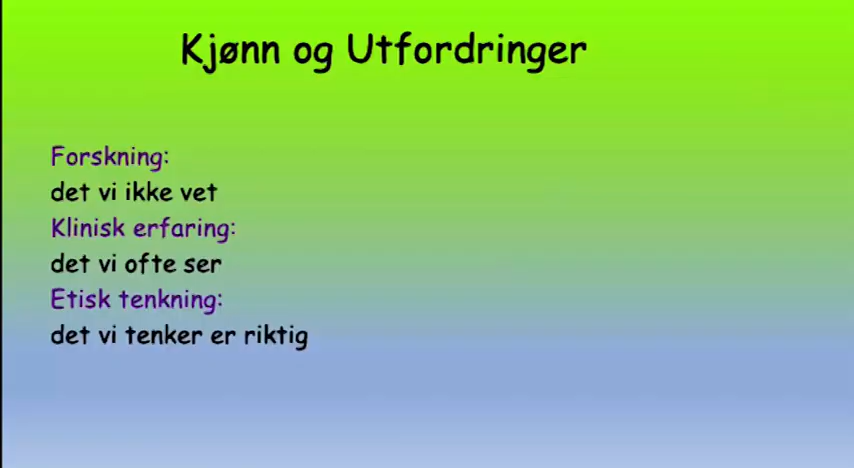 Kjønn og Utfordringer
Forskning:
det vi ikke vet
Klinisk erfaring:
det vi ofte ser
Etisk tenkning:
det vi tenker er riktig